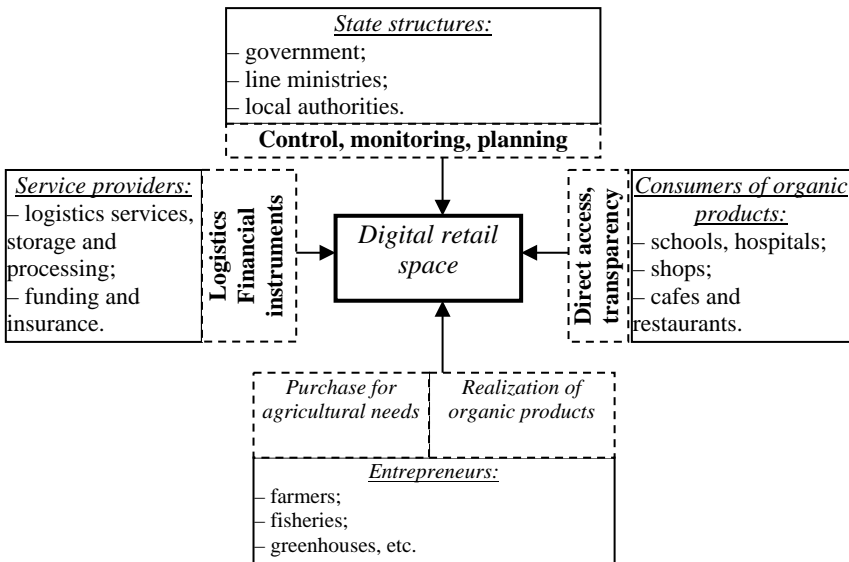 State structures:
– government;
– line ministries;
– local authorities.
Control, monitoring, planning
Service providers:
– logistics services,
storage and
processing;
– funding and
insurance.
Logistics
Financial
instruments
Digital retail
space
Direct access,
transparency
Consumers of organic
products:
– schools, hospitals;
– shops;
– cafes and
restaurants.
Purchase for
agricultural needs
Realization of
organic products
Entrepreneurs:
– farmers;
– fisheries;
– greenhouses, etc.